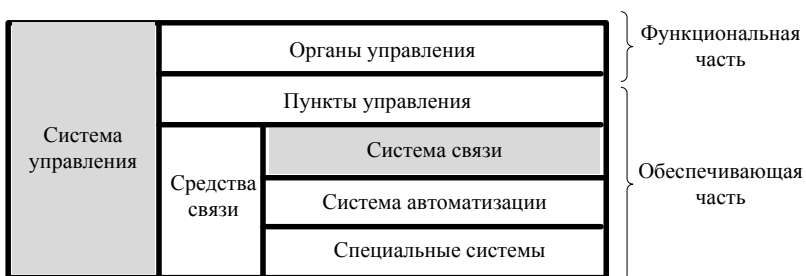 Органы управления
Функциональная
часть
Пункты управления
Система
управления
Средства
связи
Система связи
Система автоматизации
Специальные системы
Обеспечивающая
часть